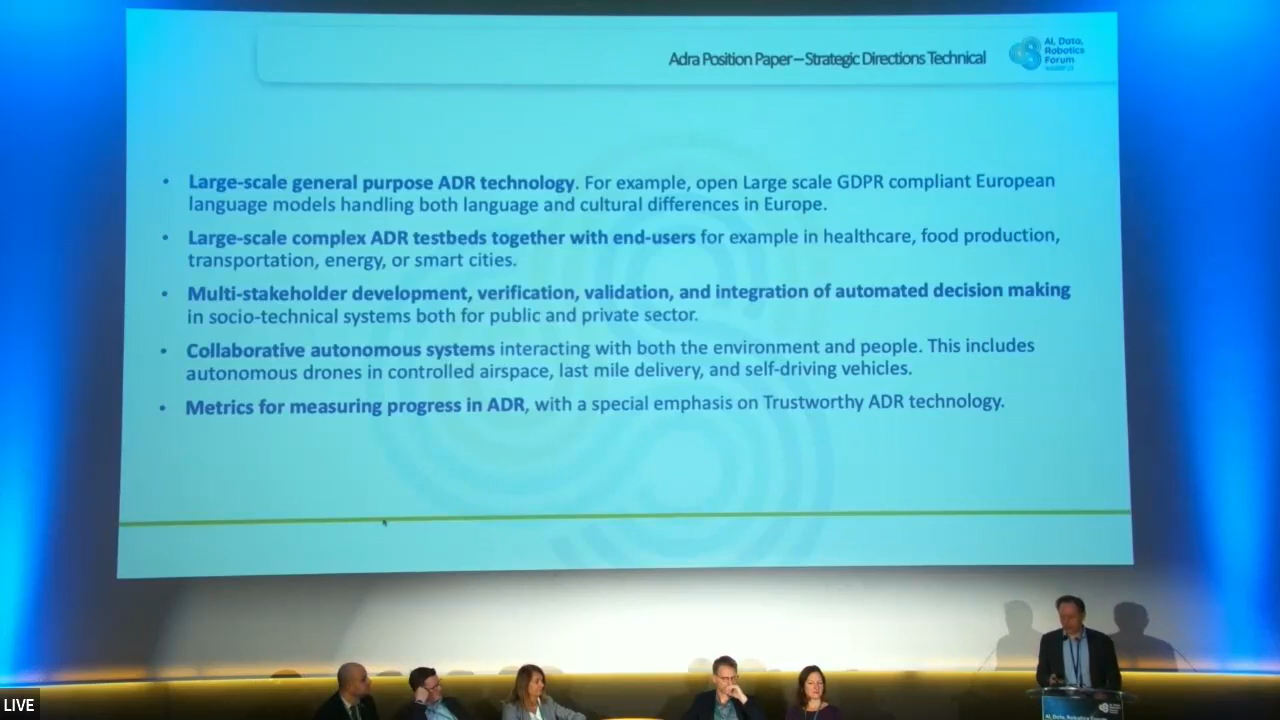 Adra Position Paper – Strategic Directions Technical
AI, Data,
Robotics
Forum
• Large-scale general purpose ADR technology. For example, open Large scale GDPR compliant European
language models handling both language and cultural differences in Europe.
• Large-scale complex ADR testbeds together with end-users for example in healthcare, food production,
transportation, energy, or smart cities.
• Multi-stakeholder development, verification, validation, and integration of automated decision making
in socio-technical systems both for public and private sector.
• Collaborative autonomous systems interacting with both the environment and people. This includes
autonomous drones in controlled airspace, last mile delivery, and self-driving vehicles.
• Metrics for measuring progress in ADR, with a special emphasis on Trustworthy ADR technology.
LIVE
AI, Data, Robotics